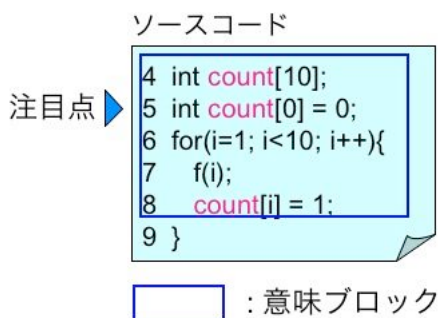 ソースコード
4 int count[10];
注目点 5 int count[0] = 0;
6 for(i=1; i<10; i++){
7 f(i);
8 count[i] = 1;
9 }
: 意味ブロック